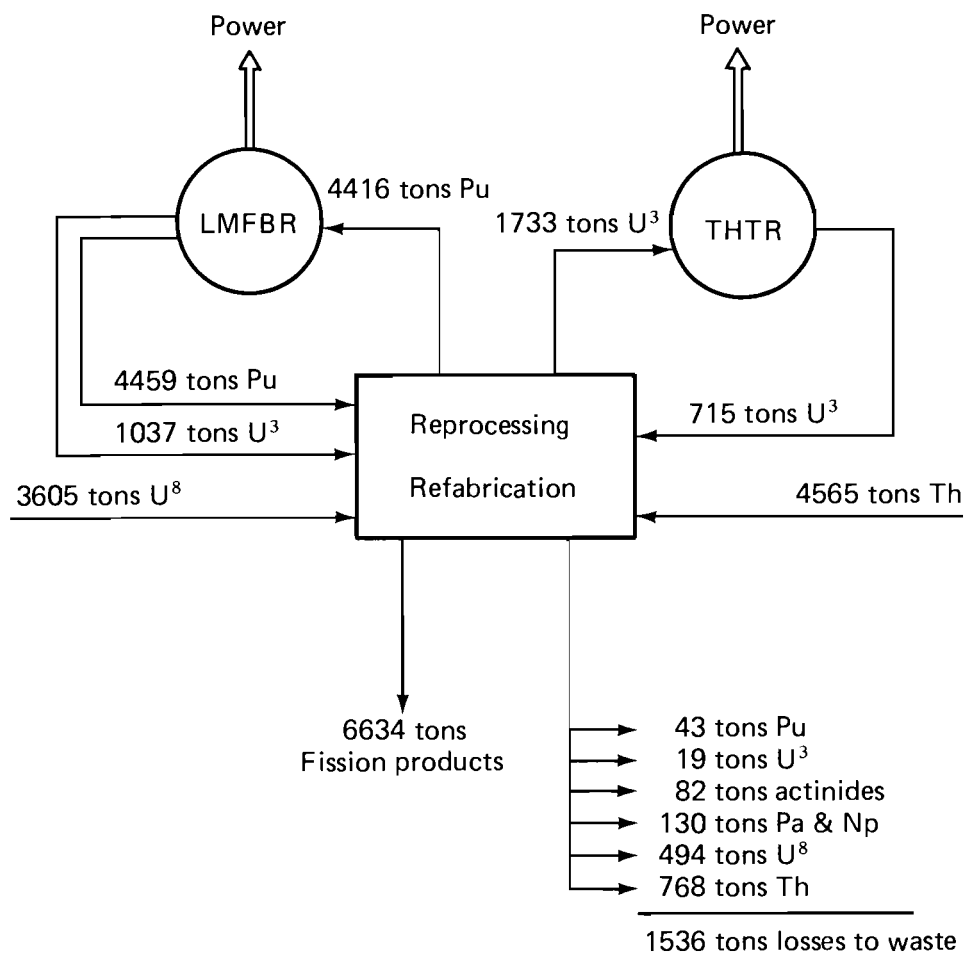 Power
Power
4416 tons Pu
LMFBR
1733 tons U³
THTR
4459 tons Pu
1037 tons U³
3605 tons U⁸
Reprocessing
Refabrication
715 tons U³
4565 tons Th
6634 tons
Fission products
43 tons Pu
19 tons U³
82 tons actinides
130 tons Pa & Np
494 tons U⁸
768 tons Th
1536 tons losses to waste